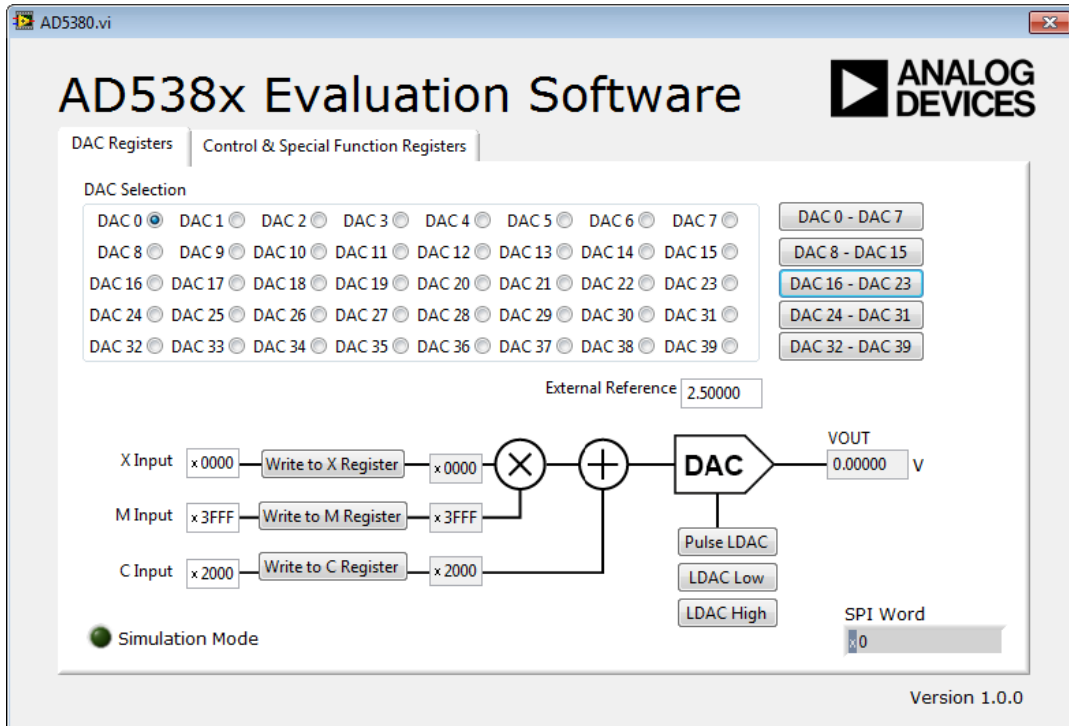 AD5380.vi
AD538x Evaluation Software
ANALOG
DEVICES
DAC Registers Control & Special Function Registers
DAC Selection
DAC 0 DAC 1 DAC 2 DAC 3 DAC 4 DAC 5 DAC 6 DAC 7 DAC 0 - DAC 7
DAC 8 DAC 9 DAC 10 DAC 11 DAC 12 DAC 13 DAC 14 DAC 15 DAC 8 - DAC 15
DAC 16 DAC 17 DAC 18 DAC 19 DAC 20 DAC 21 DAC 22 DAC 23 DAC 16 - DAC 23
DAC 24 DAC 25 DAC 26 DAC 27 DAC 28 DAC 29 DAC 30 DAC 31 DAC 24 - DAC 31
DAC 32 DAC 33 DAC 34 DAC 35 DAC 36 DAC 37 DAC 38 DAC 39 DAC 32 - DAC 39
External Reference 2.50000
VOUT
X Input x 0000 Write to X Register x 0000 DAC 0.00000 V
M Input x 3FFF Write to M Register x 3FFF
Pulse LDAC
C Input x 2000 Write to C Register x 2000
LDAC Low
LDAC High
SPI Word
Simulation Mode x 0
Version 1.0.0